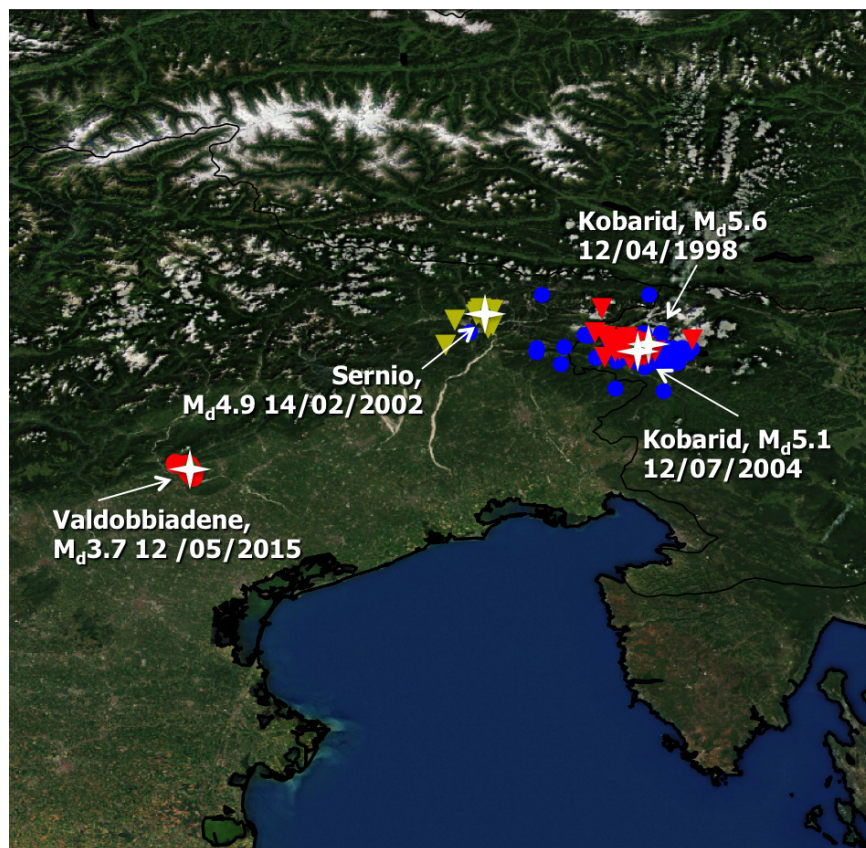 Kobarid, Md5.6
12/04/1998
Sernio,
Md4.9 14/02/2002
Kobarid, Md5.1
12/07/2004
Valdobbiadene,
Md3.7 12 /05/2015